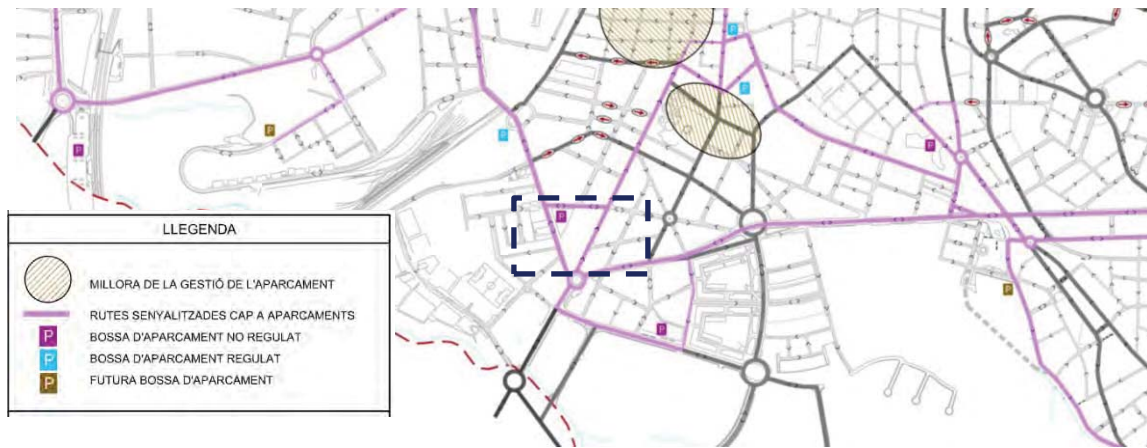 P
P
P
P
P
P
P
P
P
LLEGENDA
MILLORA DE LA GESTIÓ DE L'APARCAMENT
RUTES SENYALITZADES CAP A APARCAMENTS
P BOSSA D'APARCAMENT NO REGULAT
P BOSSA D'APARCAMENT REGULAT
P FUTURA BOSSA D'APARCAMENT